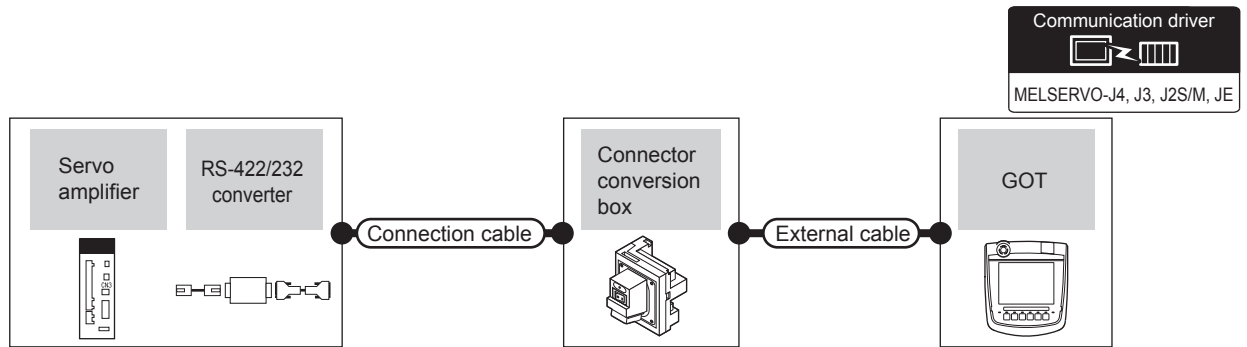 Communication driver
MELSERVO-J4, J3, J2S/M, JE
Servo
amplifier
RS-422/232
converter
Connection cable
Connector
conversion
box
External cable
GOT
CN3